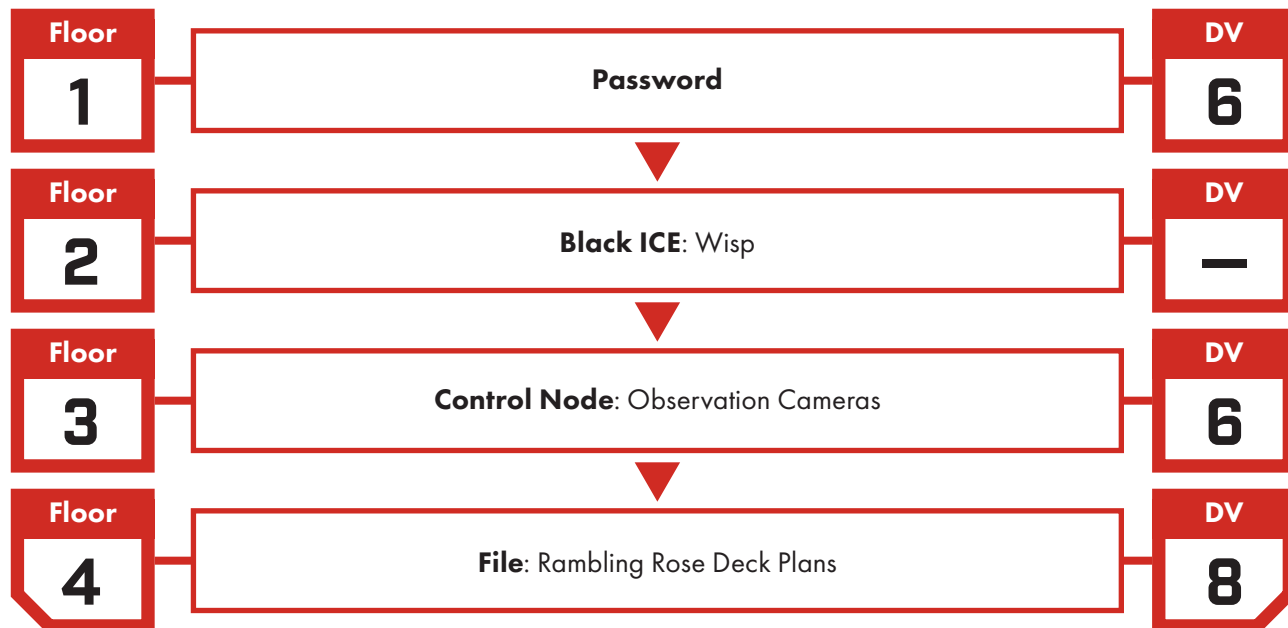 Floor
1
Password
DV
6
Floor
2
Black ICE: Wisp
DV
—
Floor
3
Control Node: Observation Cameras
DV
6
Floor
4
File: Rambling Rose Deck Plans
DV
8